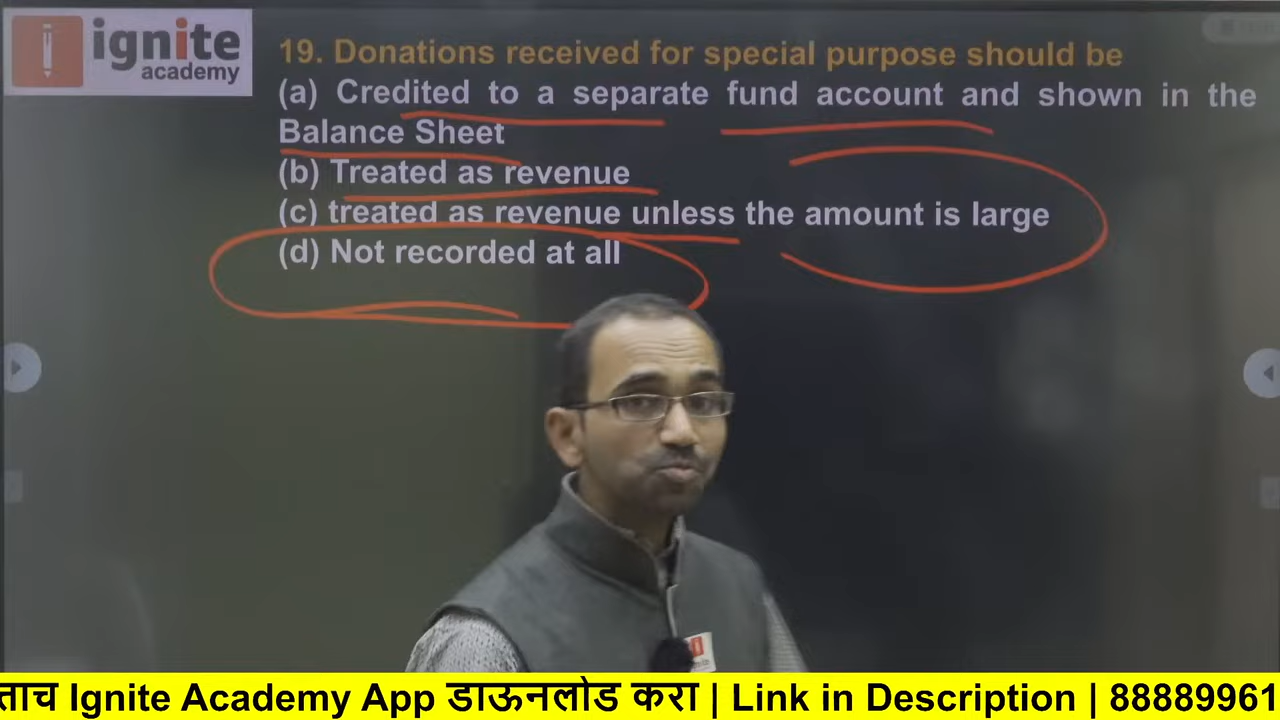 ignite
academy
19. Donations received for special purpose should be
(a) Credited to a separate fund account and shown in the
Balance Sheet
(b) Treated as revenue
(c) treated as revenue unless the amount is large
(d) Not recorded at all
ताच Ignite Academy App डाऊनलोड करा | Link in Description | 88889961